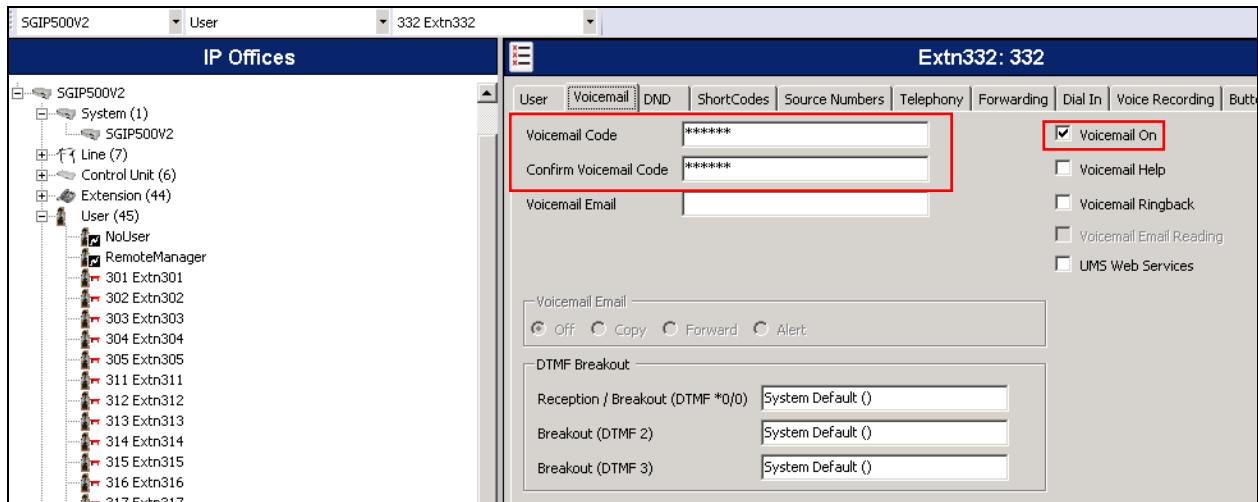 SGIP500V2 User 332 Extn332
IP Offices
SGIP500V2
System (1)
SGIP500V2
Line (7)
Control Unit (6)
Extension (44)
User (45)
NoUser
RemoteManager
301 Extn301
302 Extn302
303 Extn303
304 Extn304
305 Extn305
311 Extn311
312 Extn312
313 Extn313
314 Extn314
315 Extn315
316 Extn316
317 Extn317
Extn332: 332
User Voicemail DND ShortCodes Source Numbers Telephony Forwarding Dial In Voice Recording Butt
Voicemail Code ******
Confirm Voicemail Code ******
Voicemail Email
Voicemail On
Voicemail Help
Voicemail Ringback
Voicemail Email Reading
UMS Web Services
Voicemail Email
Off Copy Forward Alert
DTMF Breakout
Reception / Breakout (DTMF *0/0) System Default ()
Breakout (DTMF 2) System Default ()
Breakout (DTMF 3) System Default ()